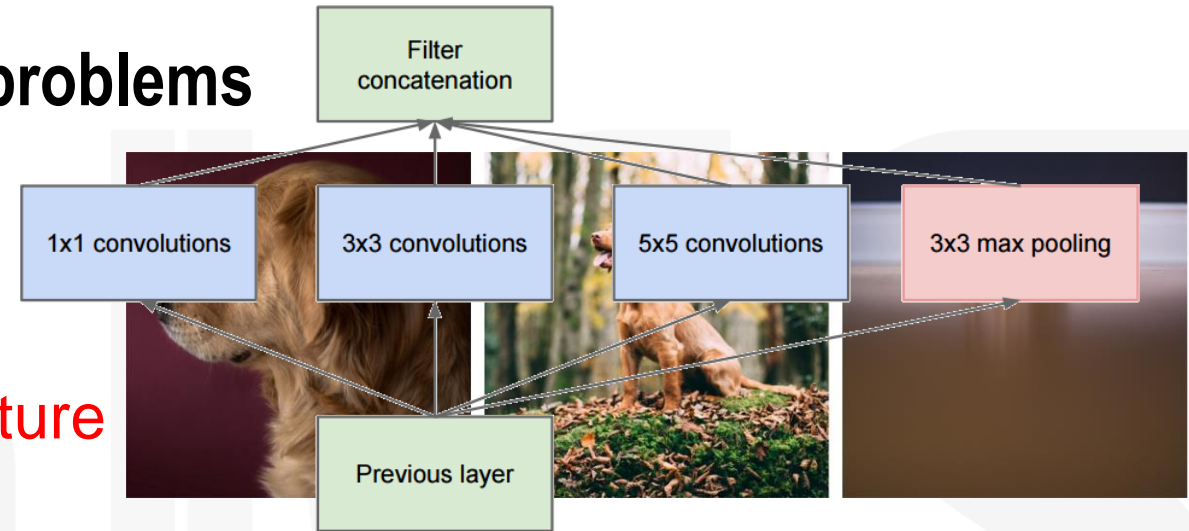 problems
Filter
concatenation
1x1 convolutions
3x3 convolutions
5x5 convolutions
3x3 max pooling
ture
Previous layer